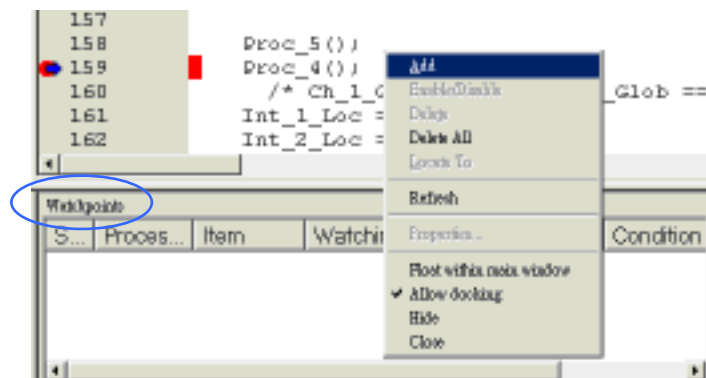 157
158 Proc_5();
159 Proc_4();
160 /* Ch_1_G _Glob ==
161 Int_1_Loc =
162 Int_2_Loc =
Add
Enable/Disable
Delete
Delete All
Locate To
Refresh
Properties...
Float within main window
Allow docking
Hide
Close
Watchpoints
S... Proces... Item Watchin Condition